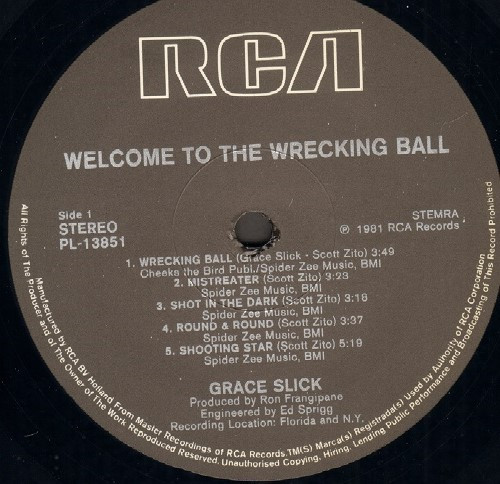 RCA
WELCOME TO THE WRECKING BALL
Side 1
STEREO
PL-13851
STEMRA
℗ 1981 RCA Records
1. WRECKING BALL (Grace Slick · Scott Zito) 3:49
Cheeka the Bird Publ./Spider Zee Music, BMI
2. MISTREATER (Scott Zito) 3:23
Spider Zee Music, BMI
3. SHOT IN THE DARK (Scott Zito) 3:18
Spider Zee Music, BMI
4. ROUND & ROUND (Scott Zito) 3:37
Spider Zee Music, BMI
5. SHOOTING STAR (Scott Zito) 5:19
Spider Zee Music, BMI
GRACE SLICK
Produced by Ron Frangipane
Engineered by Ed Sprigg
Recording Location: Florida and N.Y.
Manufactured by RCA BV Holland From Master Recordings of RCA Records.TM(S) Marca(s) Registrada(s) Used by Authority of RCA Corporation
All Rights of The Producer and of The Owner of The Work Reproduced Reserved. Unauthorised Copying, Hiring, Lending Public Performance and Broadcasting of This Record Prohibited